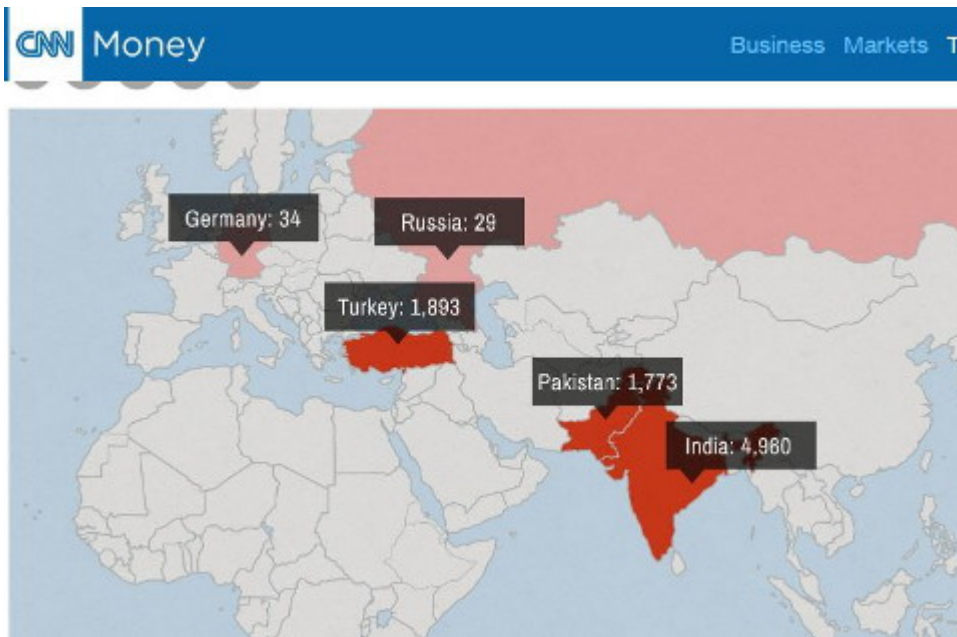 CNN Money
Business Markets T
Germany: 34
Russia: 29
Turkey: 1,893
Pakistan: 1,773
India: 4,960